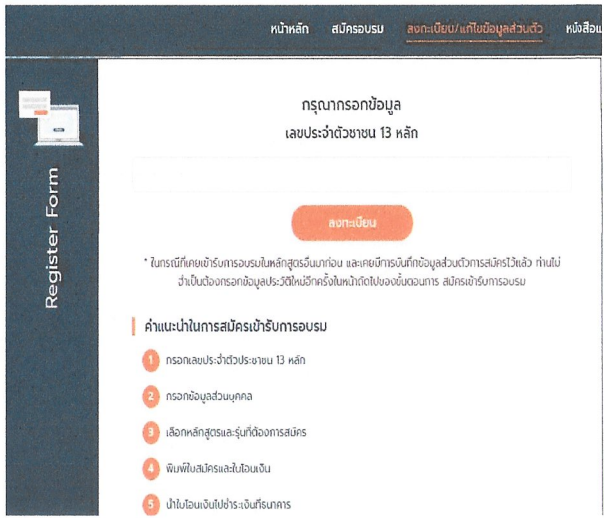 หน้าหลัก สมัครอบรม ลงทะเบียน/แก้ไขข้อมูลส่วนตัว หนังสือแ
กรุณากรอกข้อมูล
เลขประจำตัวชาชน 13 หลัก
Register Form
ลงทะเบียน
* ในกรณีที่เคยเข้ารับการอบรมในหลักสูตรอื่นมาก่อน และเคยมีการบันทึกข้อมูลส่วนตัวการสมัครไว้แล้ว ท่านไม่
จำเป็นต้องกรอกข้อมูลประวัติใหม่อีกครั้งในหน้าถัดไปของขั้นตอนการ สมัครเข้ารับการอบรม
คำแนะนำในการสมัครเข้ารับการอบรม
1 กรอกเลขประจำตัวประชาชน 13 หลัก
2 กรอกข้อมูลส่วนบุคคล
3 เลือกหลักสูตรและรุ่นที่ต้องการสมัคร
4 พิมพ์ใบสมัครและใบโอนเงิน
5 นำใบโอนเงินไปชำระเงินที่ธนาคาร